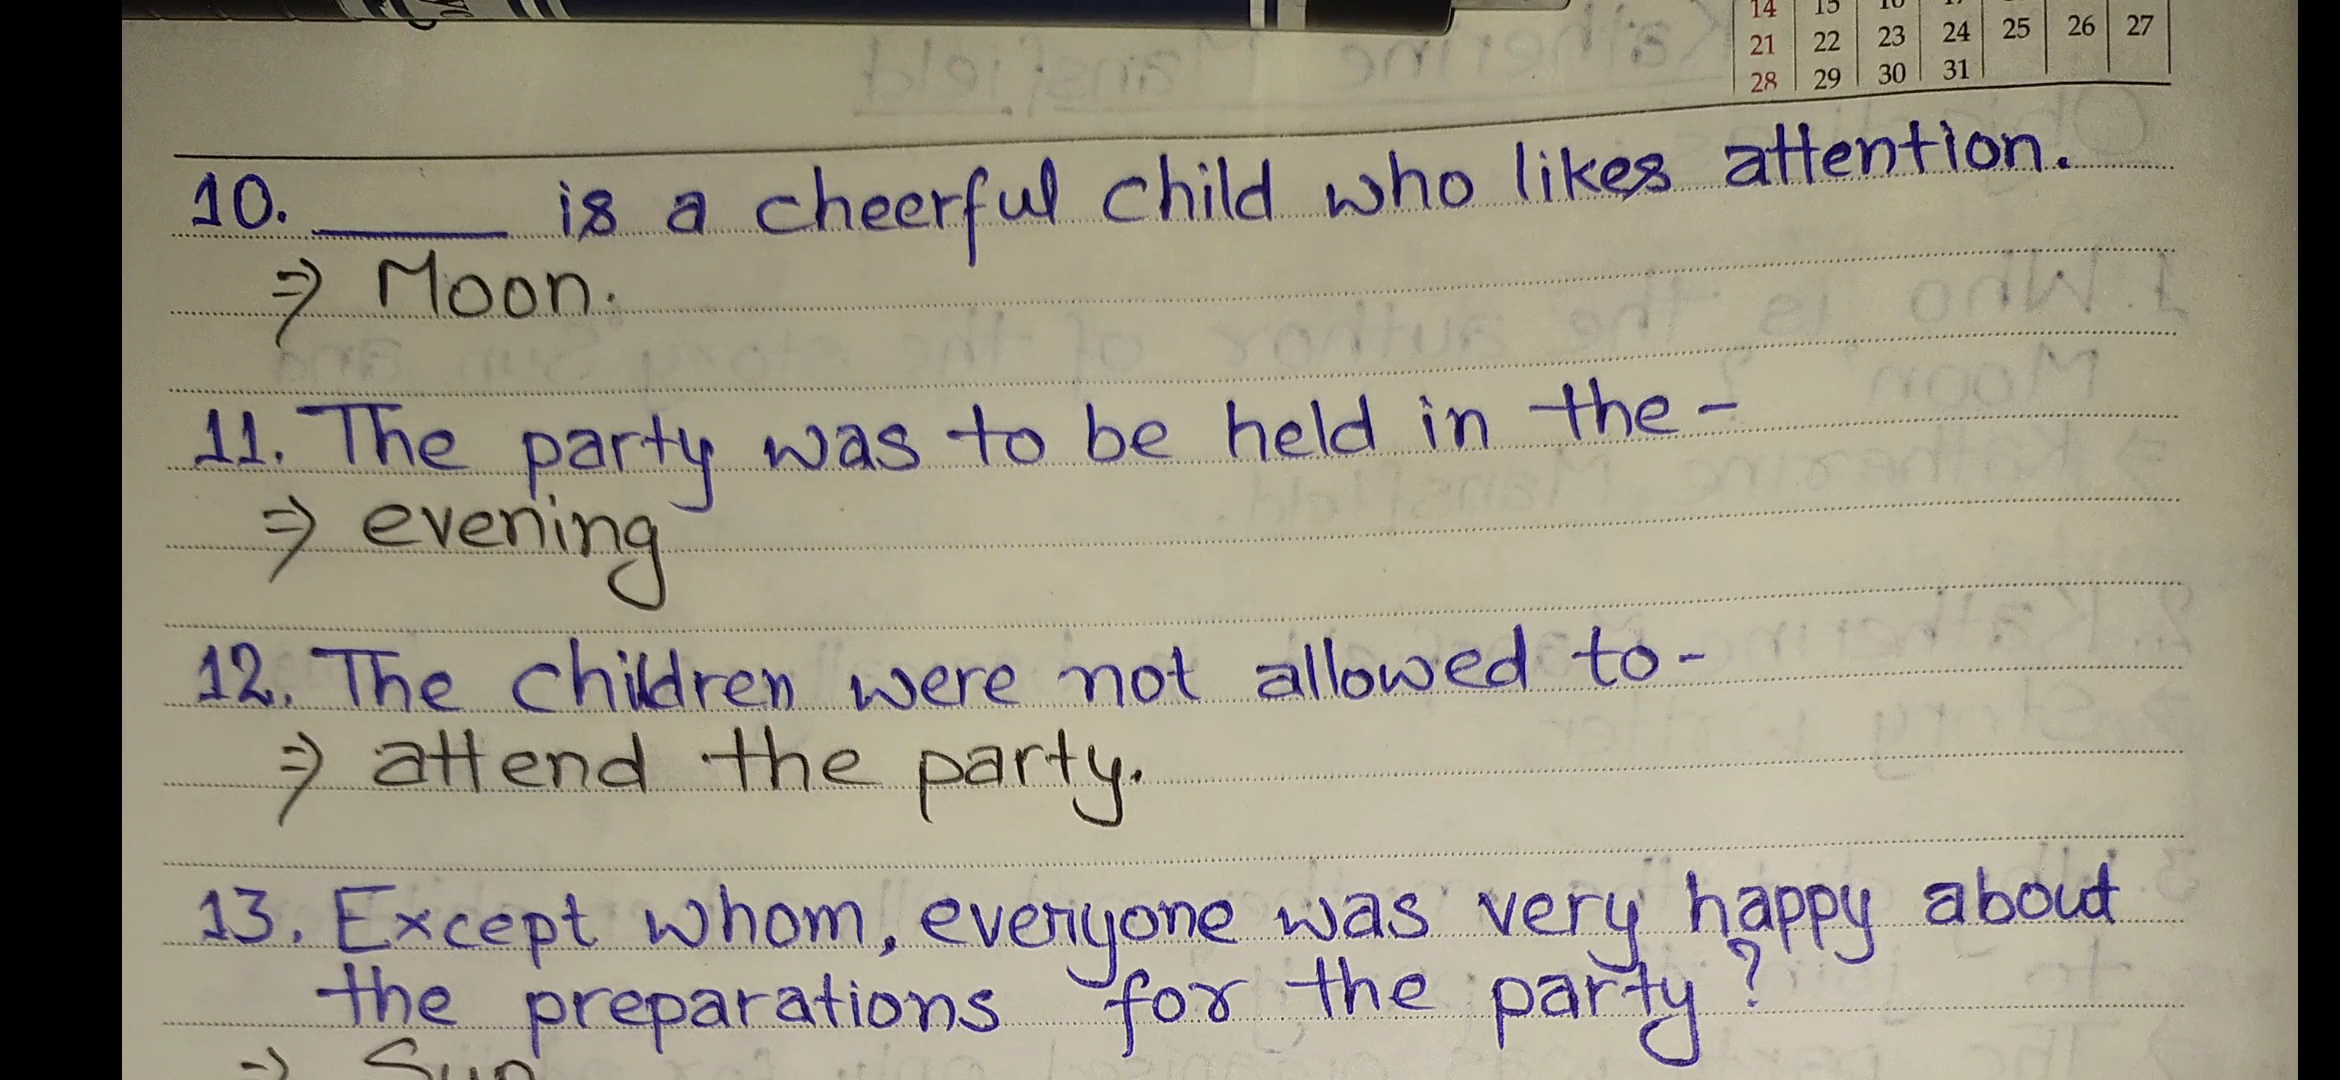 14 15 16 17
21 22 23 24 25 26 27
28 29 30 31
10. ____ is a cheerful child who likes attention.
⇒ Moon.
11. The party was to be held in the -
⇒ evening
12. The children were not allowed to -
⇒ attend the party.
13. Except whom, everyone was very happy about
the preparations for the party?
⇒ Sun